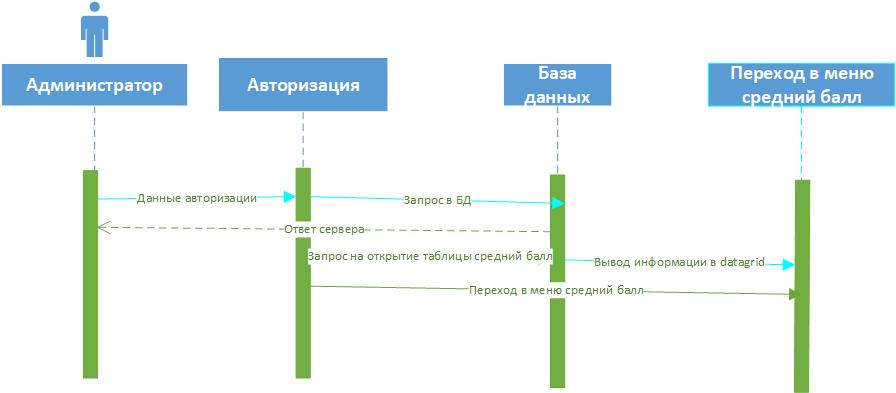 Администратор
Авторизация
База
данных
Переход в меню
средний балл
Данные авторизации
Запрос в БД
Ответ сервера
Запрос на открытие таблицы средний балл
Вывод информации в datagrid
Переход в меню средний балл